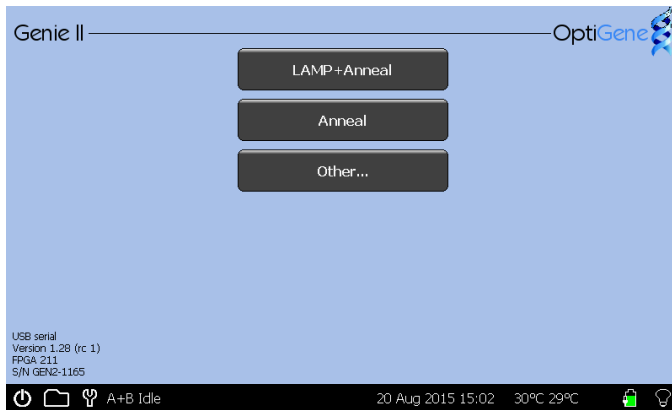 Genie II
OptiGene
LAMP+Anneal
Anneal
Other...
USB serial
Version 1.28 (rc 1)
FPGA 211
S/N GEN2-1165
A+B Idle 20 Aug 2015 15:02 30ºC 29ºC